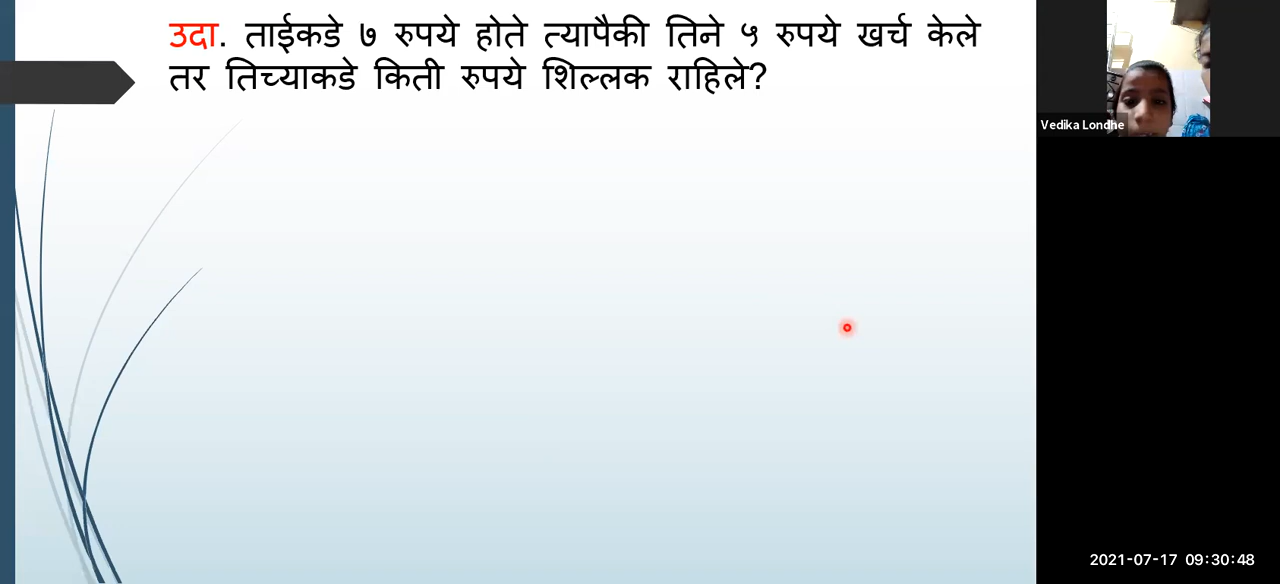 उदा. ताईकडे ७ रुपये होते त्यापैकी तिने ५ रुपये खर्च केले
तर तिच्याकडे किती रुपये शिल्लक राहिले?
Vedika Londhe
2021-07-17 09:30:48